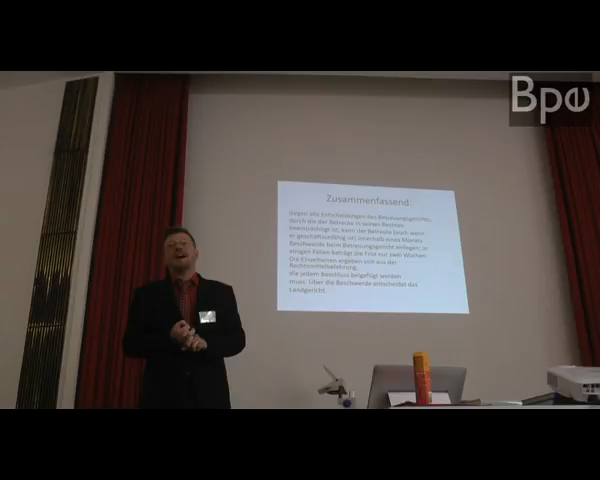 Bpe
Zusammenfassend:
Gegen alle Entscheidungen des Betreuungsgerichts,
durch die der Betreute in seinen Rechten
beeinträchtigt ist, kann der Betreute (auch wenn
er geschäftsunfähig ist) innerhalb eines Monats
Beschwerde beim Betreuungsgericht einlegen; in
einigen Fällen beträgt die Frist nur zwei Wochen.
Die Einzelheiten ergeben sich aus der
Rechtsmittelbelehrung,
die jedem Beschluss beigefügt werden
muss. Über die Beschwerde entscheidet das
Landgericht.